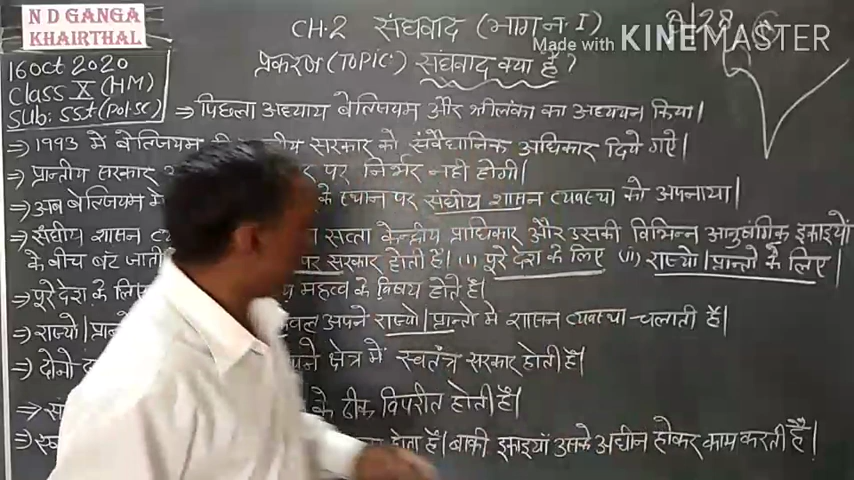 N D GANGA
KHAIRTHAL
CH.2 संघवाद (भाग न. I)
Made with KINEMASTER
प्रकरण (TOPIC) संघवाद क्या है?
16 Oct 2020
Class X (HM)
Sub: SSt (Pol. Sc)
⇒ पिछला अध्याय बेल्जियम और श्रीलंका का अध्ययन किया।
⇒ 1993 में बेल्जियम सरकार को संवैधानिक अधिकार दिये गऐ।
⇒ प्रान्तीय सरकार पर निर्भर नही होगी।
⇒ अब बेल्जियम में के स्थान पर संघीय शासन व्यवस्था को अपनाया।
⇒ संघीय शासन सत्ता केन्द्रीय प्राधिकार और उसकी विभिन्न आनुषंगिक इकाइयों
के बीच बंट जाती पर सरकार होती है। (i) पूरे देश के लिए (ii) राज्यो।प्रान्तो के लिए।
⇒ पूरे देश के लिए महत्व के विषय होते है।
⇒ राज्यो। अपने राज्यो।प्रान्तो मे शासन व्यवस्था चलाती है।
⇒ दोनो क्षेत्र में स्वतंत्र सरकार होती है।
⇒ के ठीक विपरीत होती है।
⇒ होता है। बाकी इकाइयां उसके अधीन होकर काम करती है।